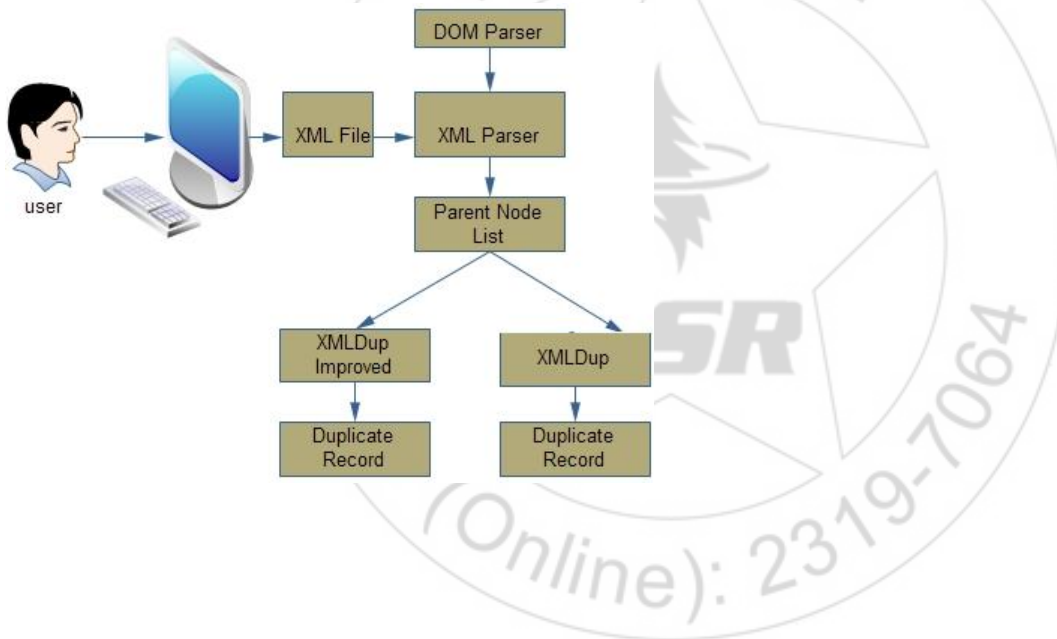 DOM Parser
XML File
XML Parser
user
Parent Node
List
XMLDup
Improved
XMLDup
Duplicate
Record
Duplicate
Record
SR
(Online): 2319-7064